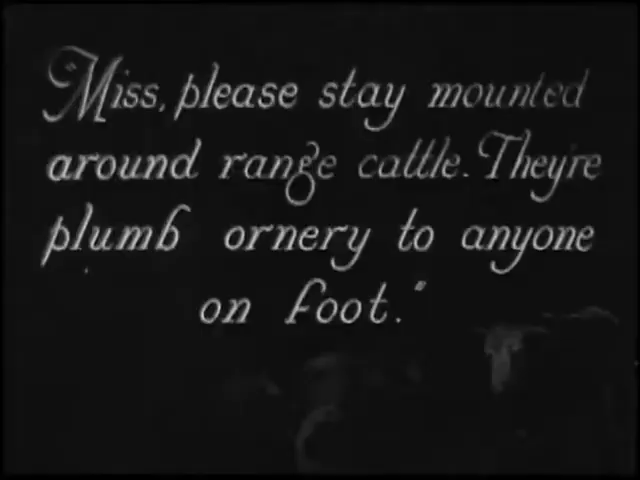 "Miss, please stay mounted
around range cattle. They're
plumb ornery to anyone
on foot."